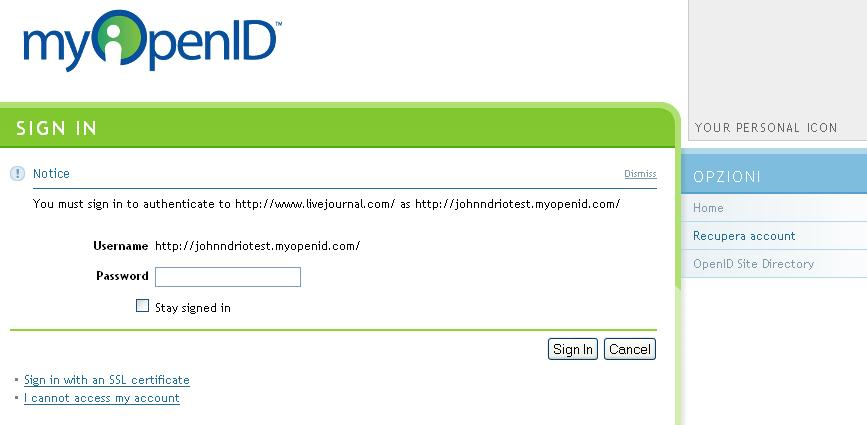 myOpenID™
YOUR PERSONAL ICON
SIGN IN
Notice
Dismiss
You must sign in to authenticate to http://www.livejournal.com/ as http://johnndriotest.myopenid.com/
Username http://johnndriotest.myopenid.com/
Password
Stay signed in
Sign In Cancel
Sign in with an SSL certificate
I cannot access my account
OPZIONI
Home
Recupera account
OpenID Site Directory